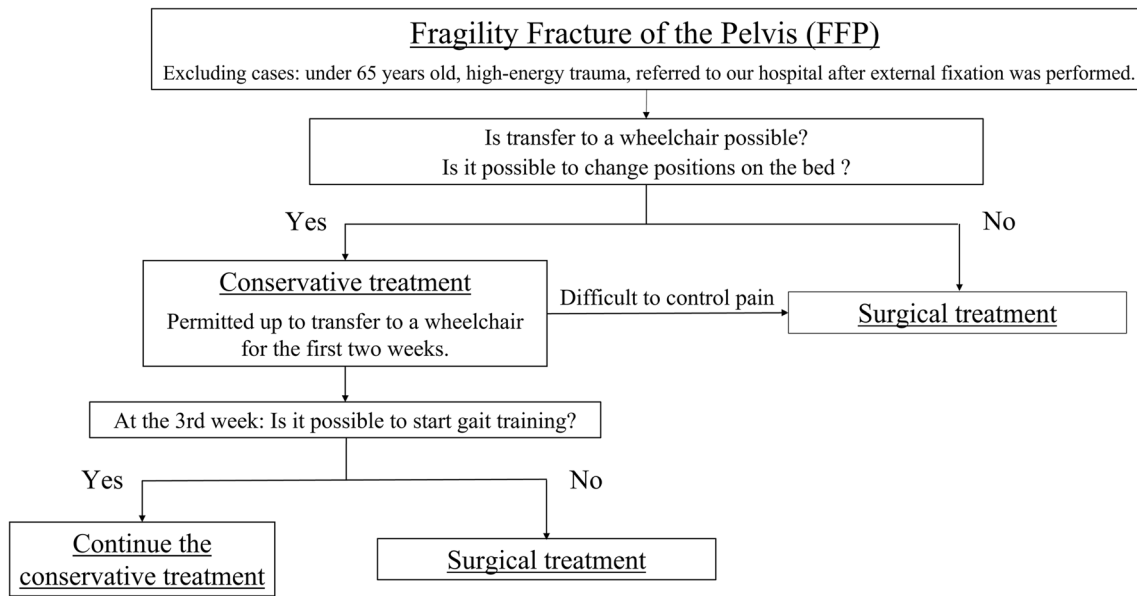 Fragility Fracture of the Pelvis (FFP)
Excluding cases: under 65 years old, high-energy trauma, referred to our hospital after external fixation was performed.
Is transfer to a wheelchair possible?
Is it possible to change positions on the bed ?
Yes
No
Conservative treatment
Permitted up to transfer to a wheelchair
for the first two weeks.
Difficult to control pain
Surgical treatment
At the 3rd week: Is it possible to start gait training?
Yes
No
Continue the
conservative treatment
Surgical treatment